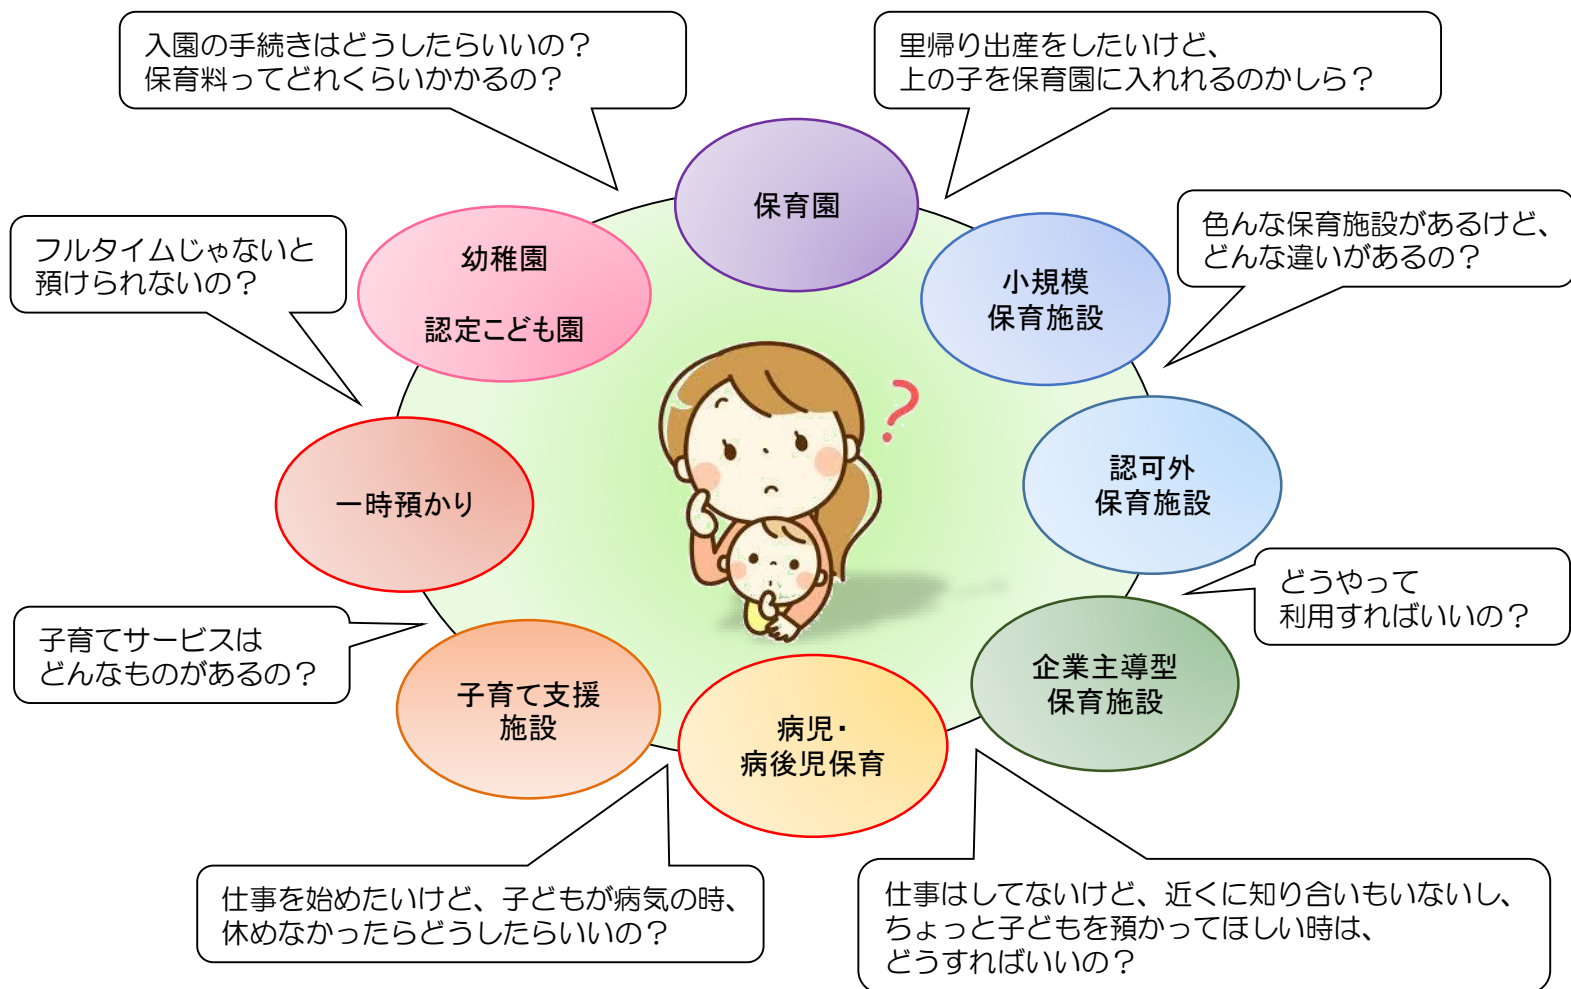 入園の手続きはどうしたらいいの?
保育料ってどれくらいかかるの?
里帰り出産をしたいけど、
上の子を保育園に入れれるのかしら?
保育園
フルタイムじゃないと
預けられないの?
幼稚園
認定こども園
小規模
保育施設
色んな保育施設があるけど、
どんな違いがあるの?
?
一時預かり
認可外
保育施設
どうやって
利用すればいいの?
子育てサービスは
どんなものがあるの?
子育て支援
施設
病児・
病後児保育
企業主導型
保育施設
仕事を始めたいけど、子どもが病気の時、
休めなかったらどうしたらいいの?
仕事はしてないけど、近くに知り合いもいないし、
ちょっと子どもを預かってほしい時は、
どうすればいいの?